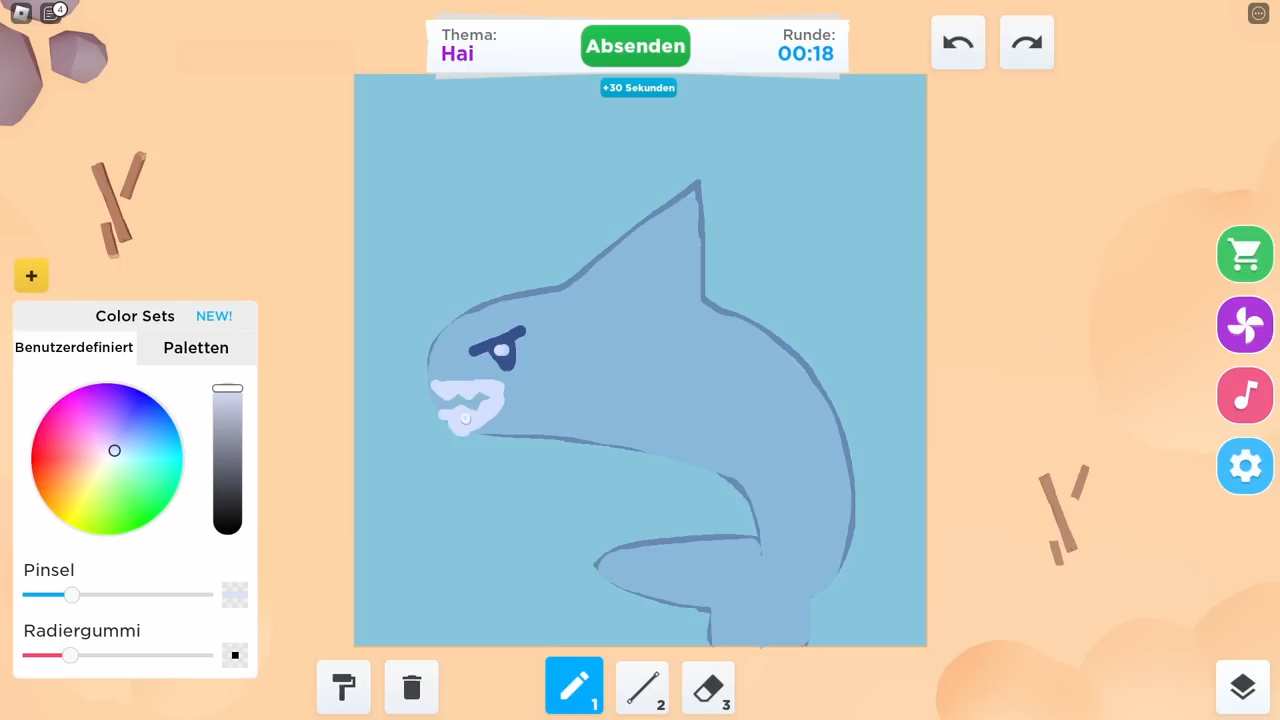 4
Thema:
Hai
Absenden
Runde:
00:18
+30 Sekunden
+
Color Sets NEW!
Benutzerdefiniert Paletten
Pinsel
Radiergummi
1
2
3